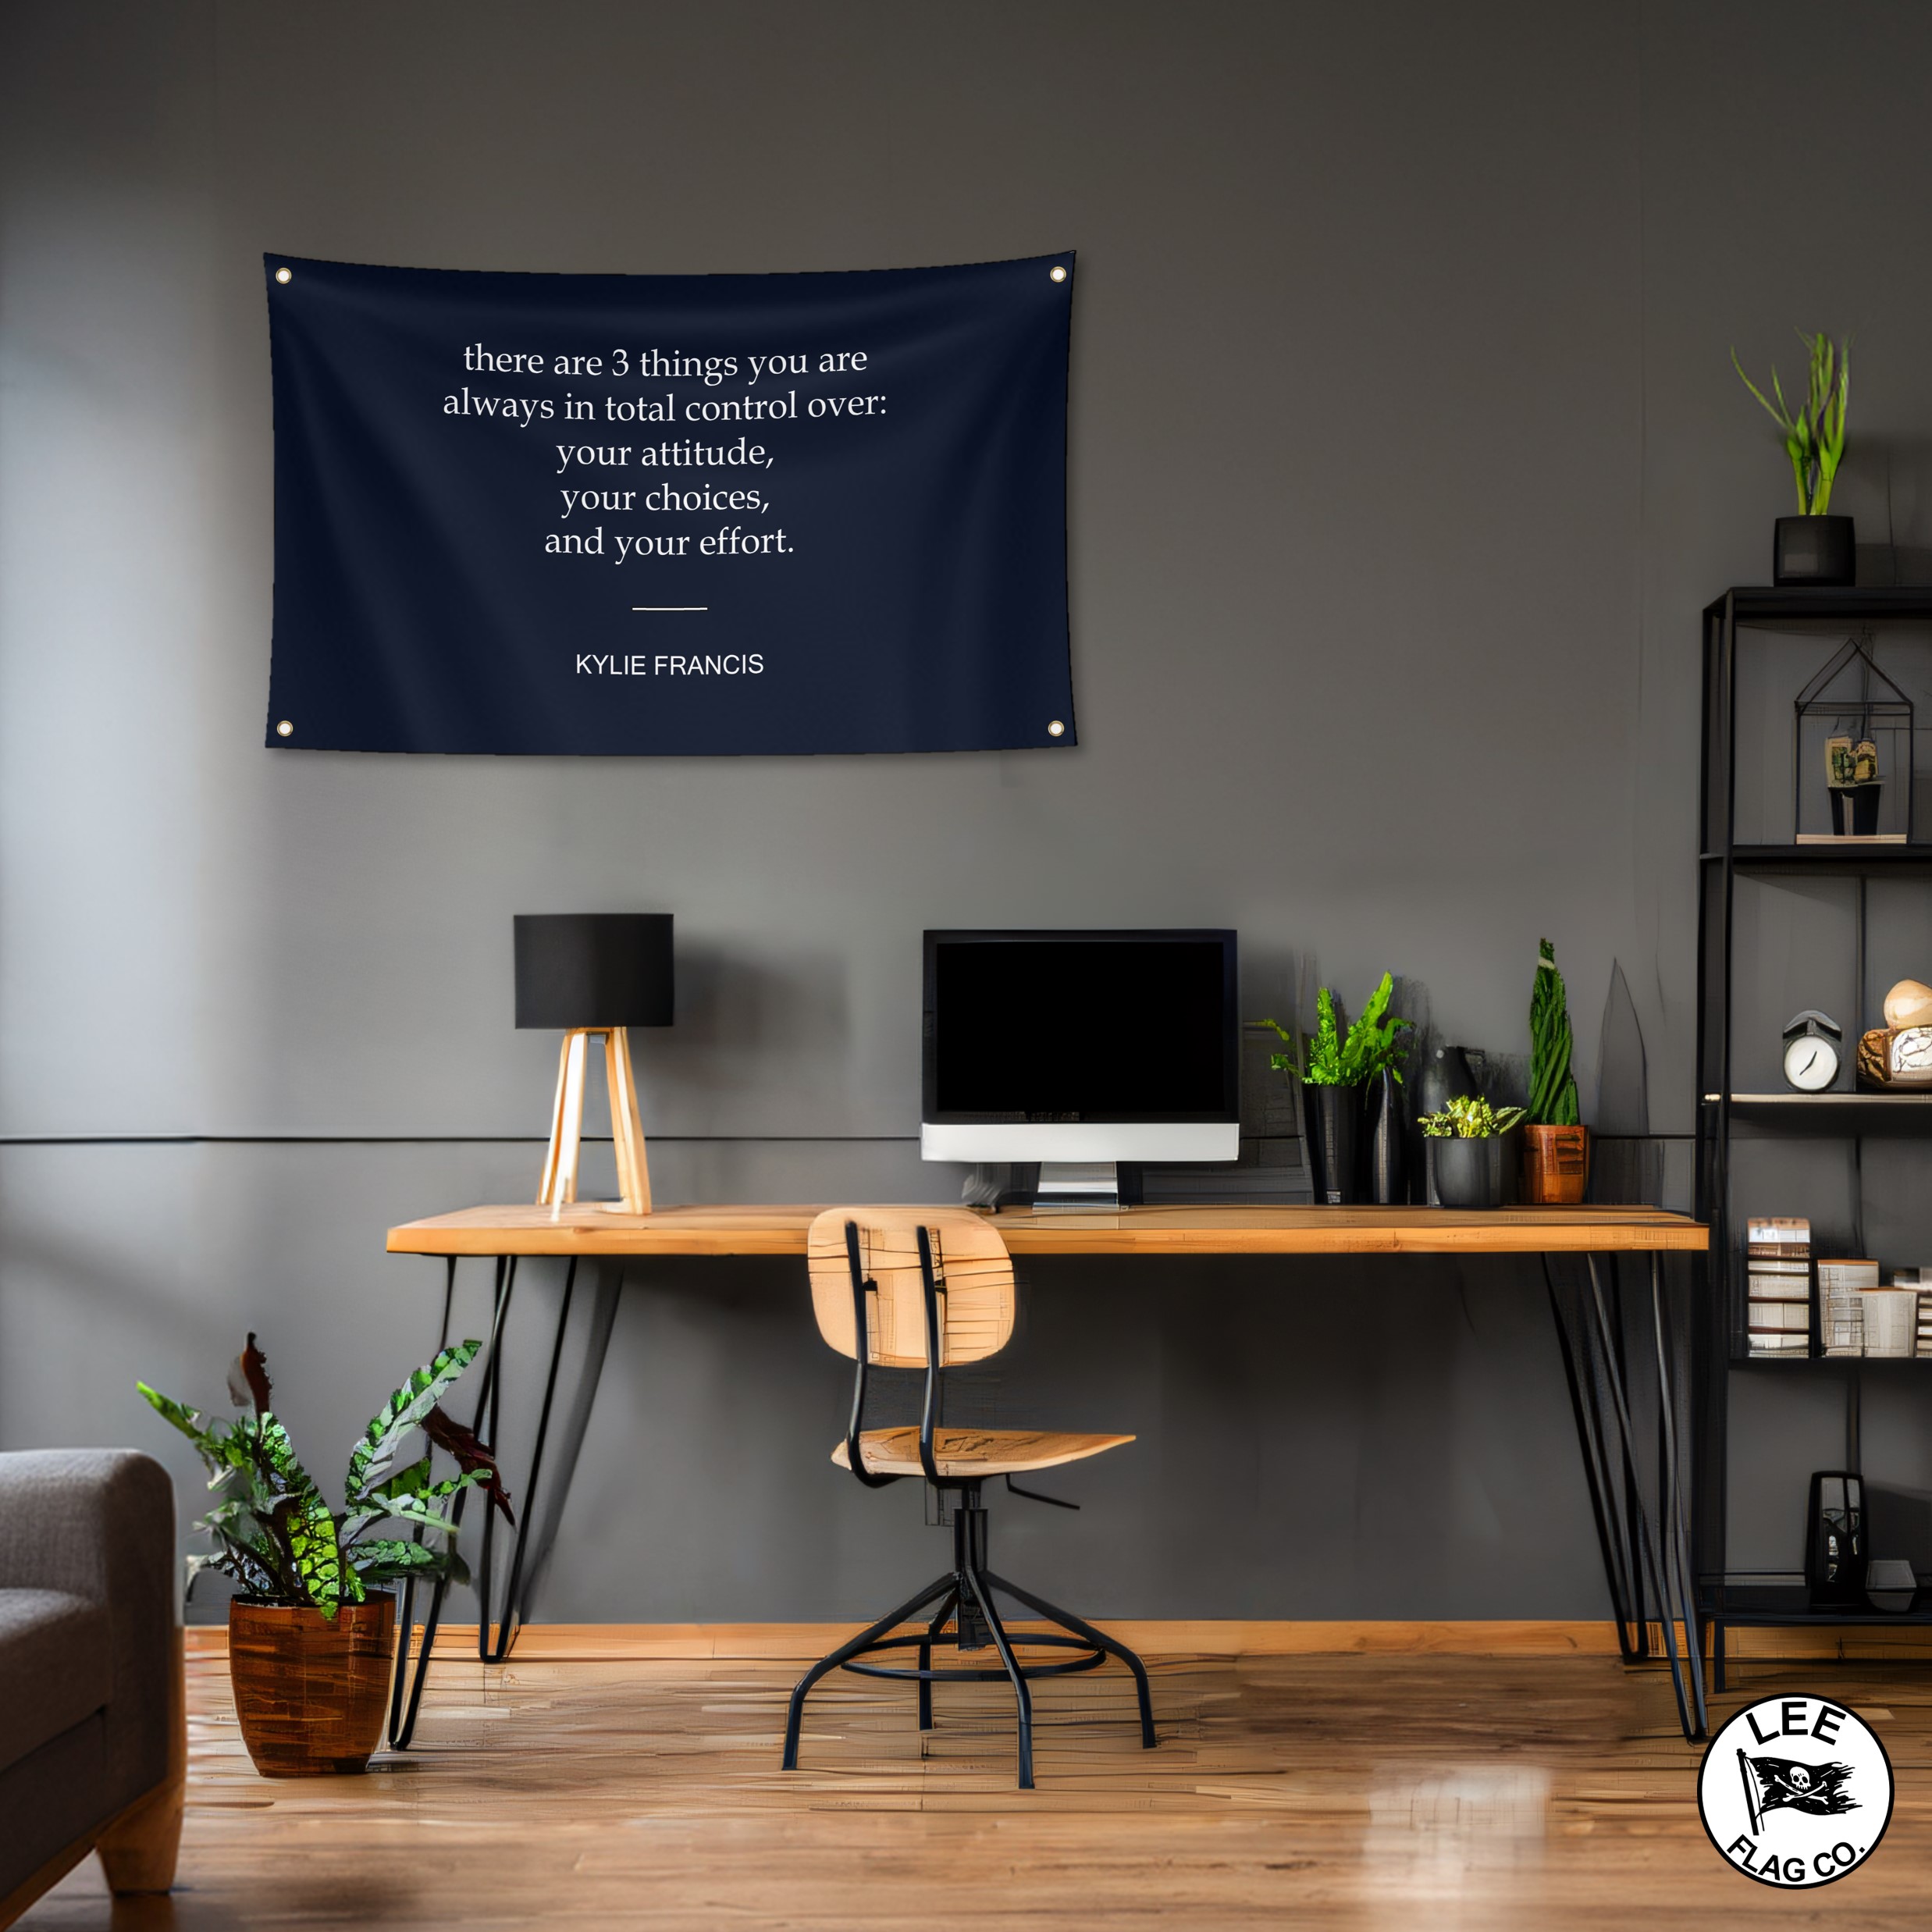 there are 3 things you are
always in total control over:
your attitude,
your choices,
and your effort.
KYLIE FRANCIS
LEE
FLAG CO.